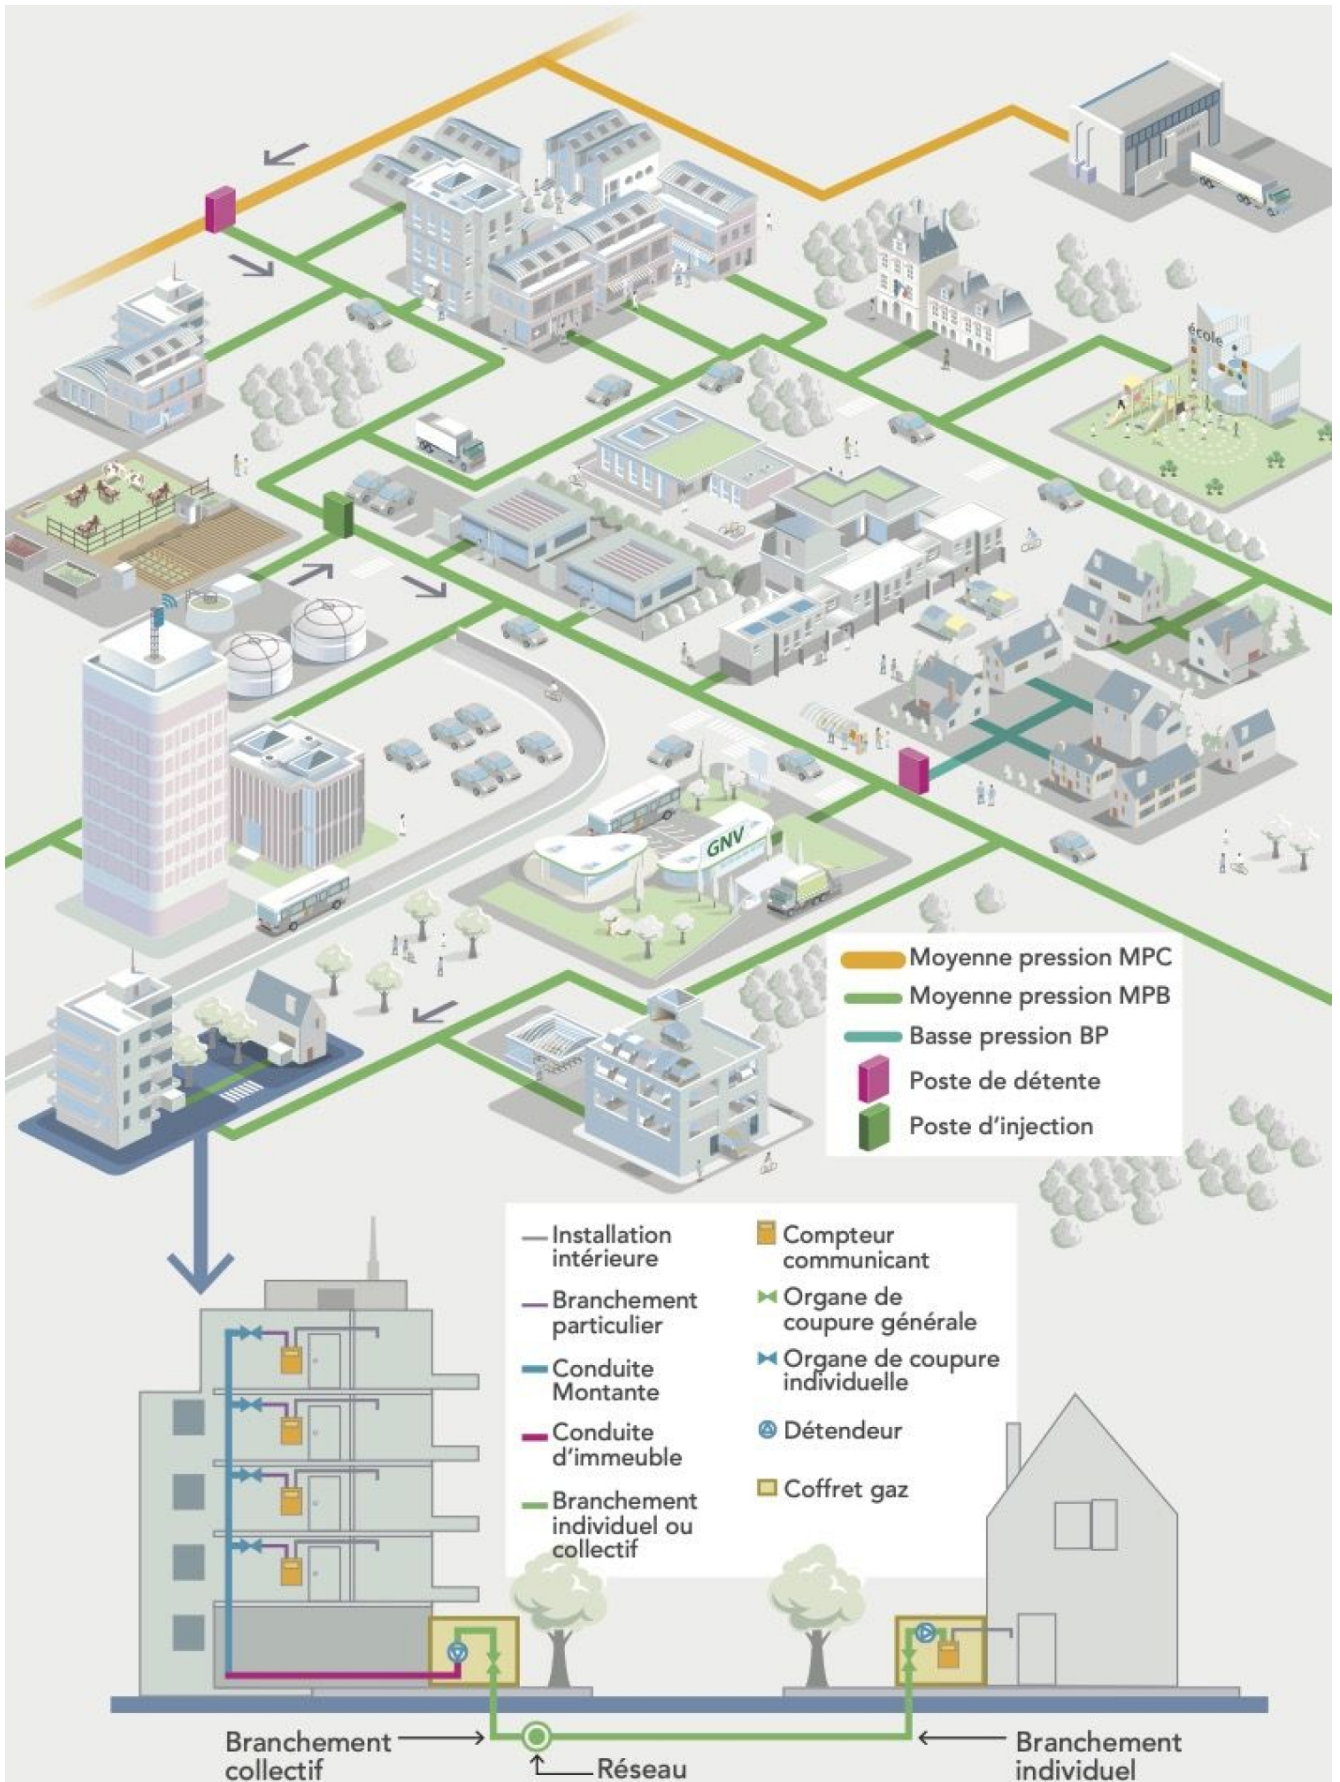 école
GNV
Moyenne pression MPC
Moyenne pression MPB
Basse pression BP
Poste de détente
Poste d'injection
Installation
intérieure
Branchement
particulier
Conduite
Montante
Conduite
d'immeuble
Branchement
individuel ou
collectif
Compteur
communicant
Organe de
coupure générale
Organe de coupure
individuelle
Détendeur
Coffret gaz
Branchement
collectif
Réseau
Branchement
individuel